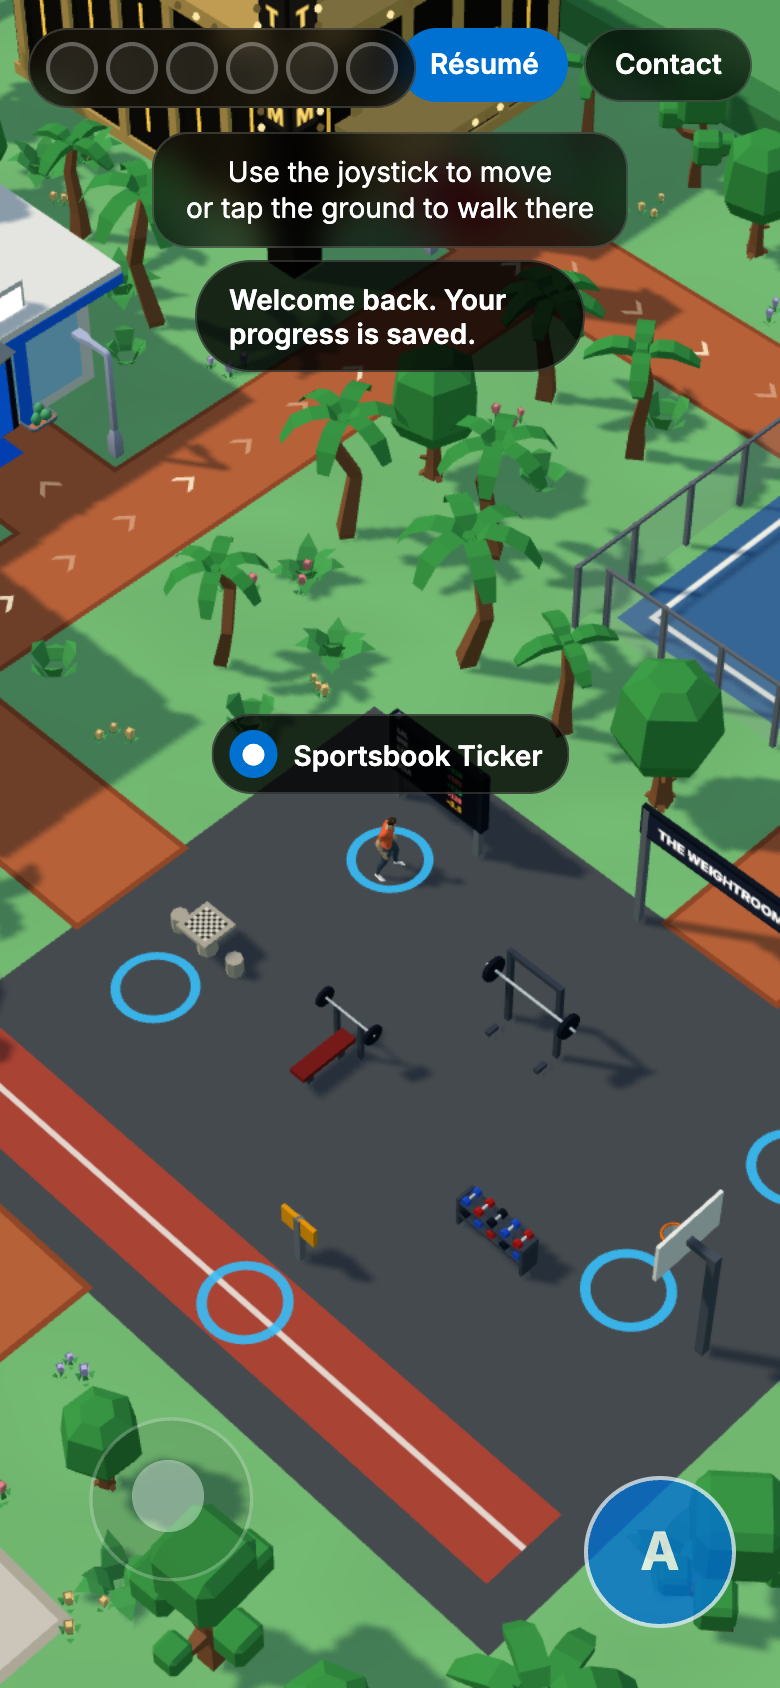 Résumé
Contact
Use the joystick to move
or tap the ground to walk there
Welcome back. Your
progress is saved.
Sportsbook Ticker
THE WEIGHTROOM
A